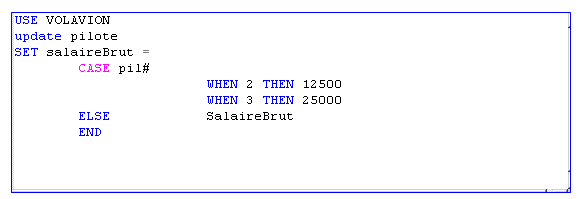 USE VOLAVION
update pilote
SET salaireBrut =
CASE pil#
WHEN 2 THEN 12500
WHEN 3 THEN 25000
ELSE SalaireBrut
END